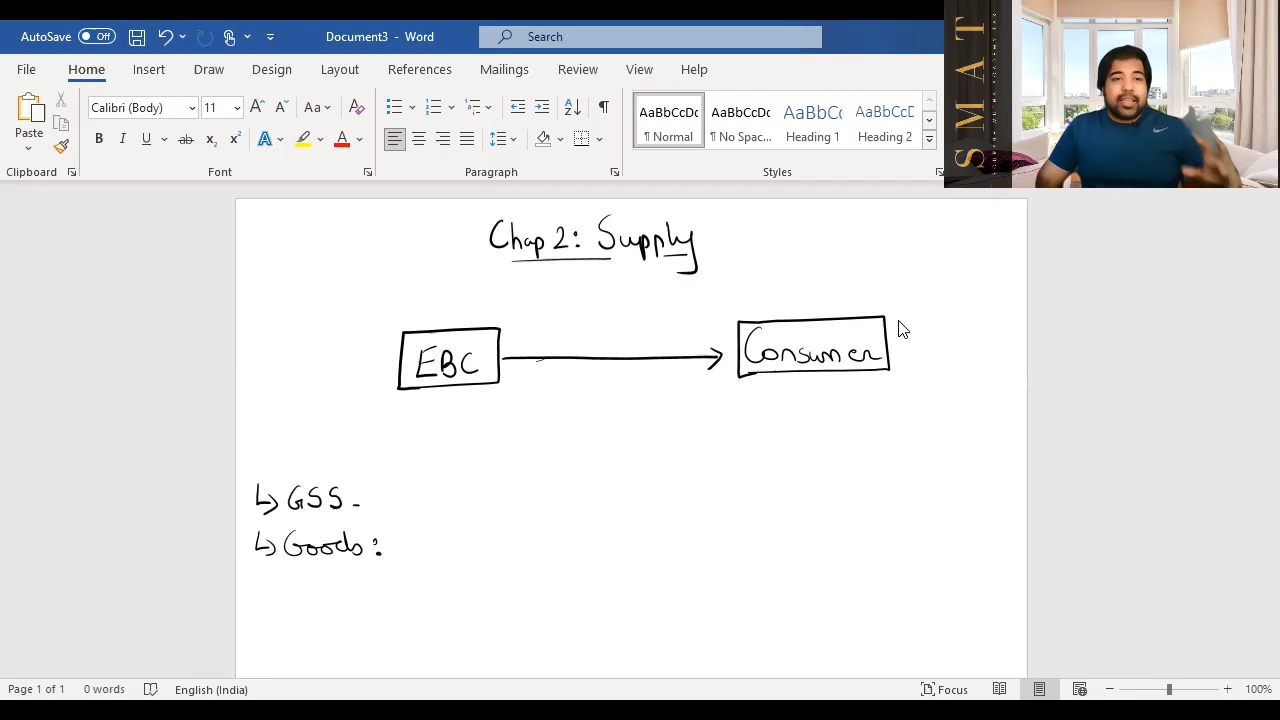 AutoSave Off Document3 - Word Search
File Home Insert Draw Design Layout References Mailings Review View Help
Paste
Calibri (Body) 11
AaBbCcDc AaBbCcDc AaBbC AaBbCcD
¶ Normal ¶ No Spac... Heading 1 Heading 2
Clipboard Font Paragraph Styles
SMAT
Chap 2: Supply
EBC Consumer
↳ GSS -
↳ Goods :
Page 1 of 1 0 words English (India) Focus 100%